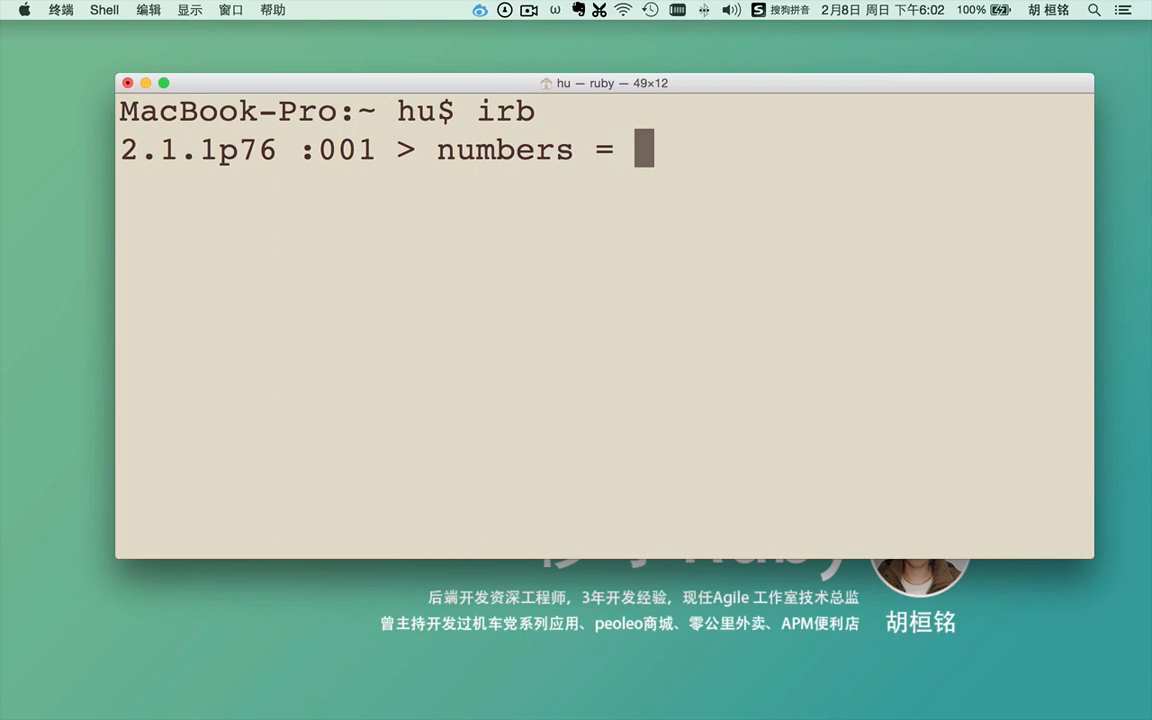 终端 Shell 编辑 显示 窗口 帮助 搜狗拼音 2月8日 周日 下午6:02 100% 胡 桓铭
hu — ruby — 49×12
MacBook-Pro:~ hu$ irb
2.1.1p76 :001 > numbers =
Ruby
后端开发资深工程师, 3年开发经验, 现任Agile 工作室技术总监
曾主持开发过机车党系列应用、peoleo商城、零公里外卖、APM便利店
胡桓铭